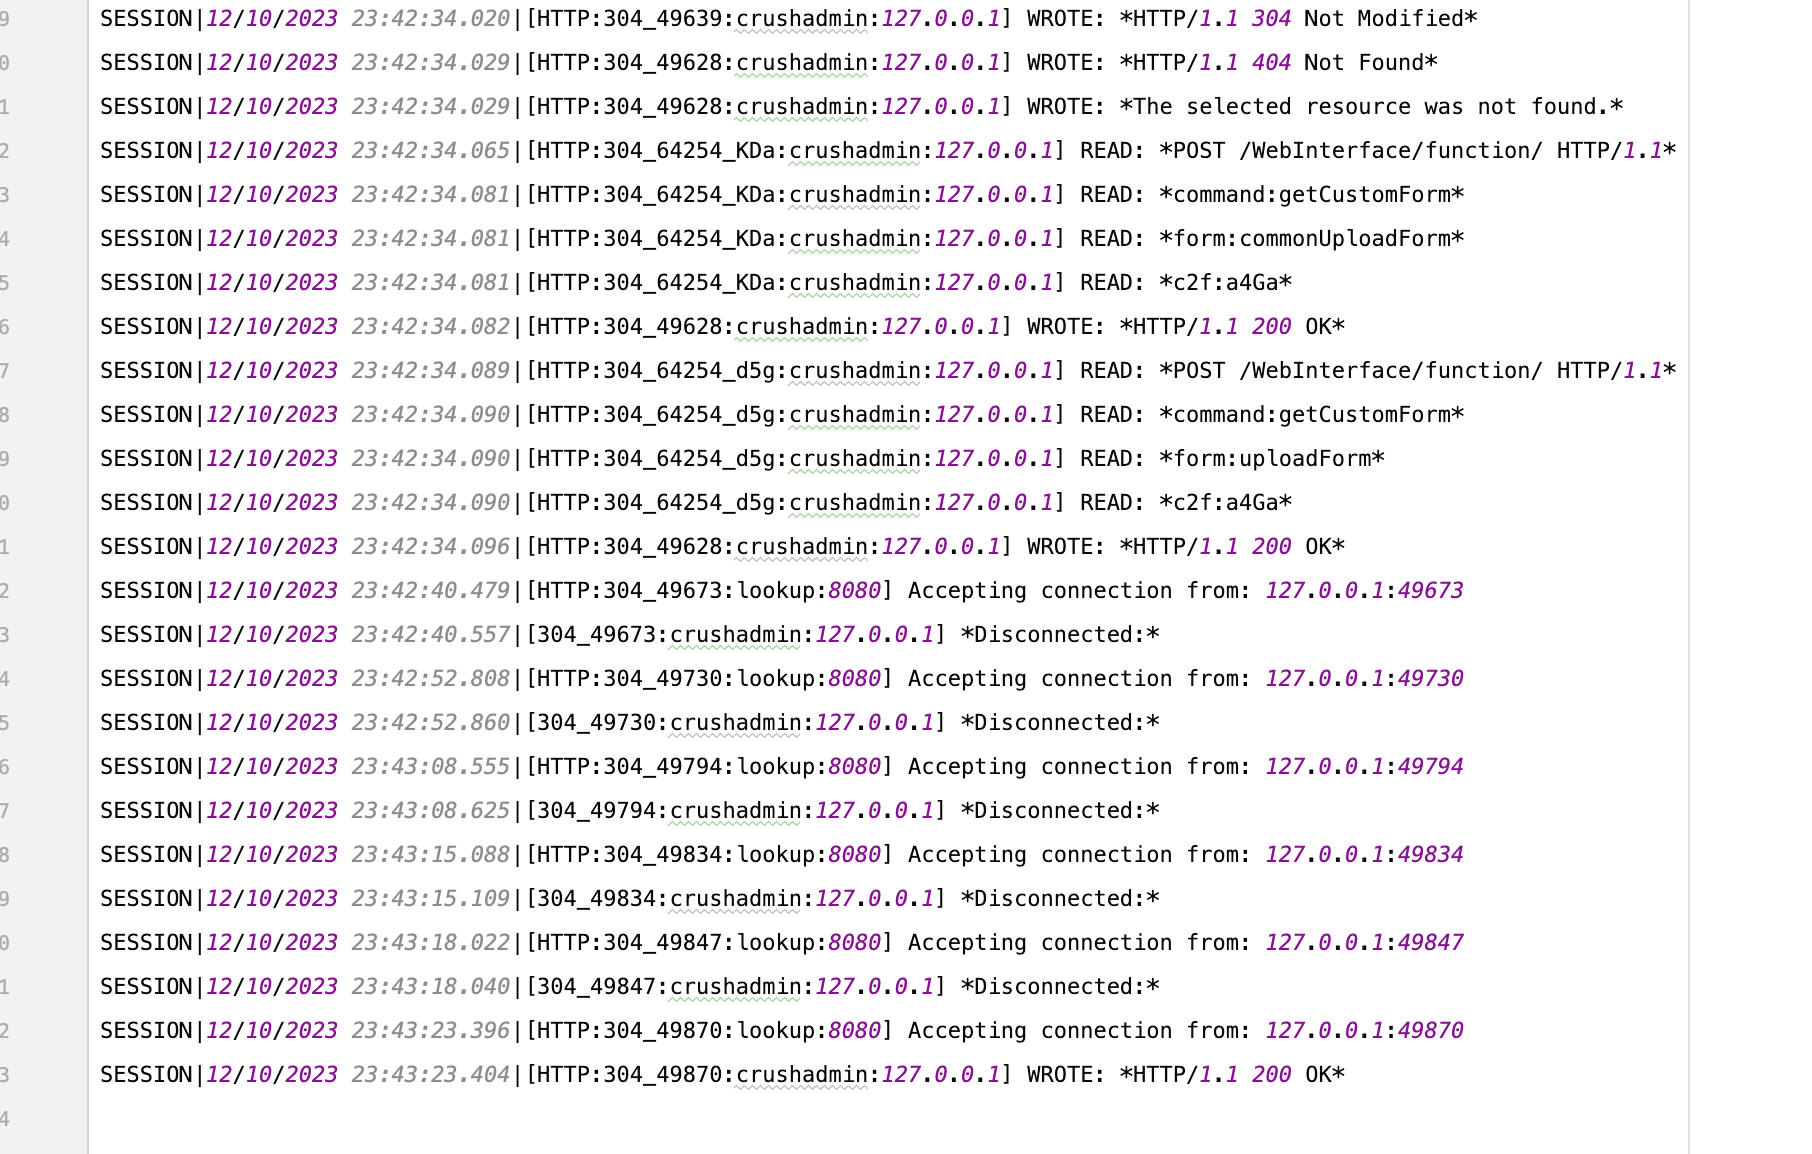 9 SESSION|12/10/2023 23:42:34.020|[HTTP:304_49639:crushadmin:127.0.0.1] WROTE: *HTTP/1.1 304 Not Modified*
0 SESSION|12/10/2023 23:42:34.029|[HTTP:304_49628:crushadmin:127.0.0.1] WROTE: *HTTP/1.1 404 Not Found*
1 SESSION|12/10/2023 23:42:34.029|[HTTP:304_49628:crushadmin:127.0.0.1] WROTE: *The selected resource was not found.*
2 SESSION|12/10/2023 23:42:34.065|[HTTP:304_64254_KDa:crushadmin:127.0.0.1] READ: *POST /WebInterface/function/ HTTP/1.1*
3 SESSION|12/10/2023 23:42:34.081|[HTTP:304_64254_KDa:crushadmin:127.0.0.1] READ: *command:getCustomForm*
4 SESSION|12/10/2023 23:42:34.081|[HTTP:304_64254_KDa:crushadmin:127.0.0.1] READ: *form:commonUploadForm*
5 SESSION|12/10/2023 23:42:34.081|[HTTP:304_64254_KDa:crushadmin:127.0.0.1] READ: *c2f:a4Ga*
6 SESSION|12/10/2023 23:42:34.082|[HTTP:304_49628:crushadmin:127.0.0.1] WROTE: *HTTP/1.1 200 OK*
7 SESSION|12/10/2023 23:42:34.089|[HTTP:304_64254_d5g:crushadmin:127.0.0.1] READ: *POST /WebInterface/function/ HTTP/1.1*
8 SESSION|12/10/2023 23:42:34.090|[HTTP:304_64254_d5g:crushadmin:127.0.0.1] READ: *command:getCustomForm*
9 SESSION|12/10/2023 23:42:34.090|[HTTP:304_64254_d5g:crushadmin:127.0.0.1] READ: *form:uploadForm*
0 SESSION|12/10/2023 23:42:34.090|[HTTP:304_64254_d5g:crushadmin:127.0.0.1] READ: *c2f:a4Ga*
1 SESSION|12/10/2023 23:42:34.096|[HTTP:304_49628:crushadmin:127.0.0.1] WROTE: *HTTP/1.1 200 OK*
2 SESSION|12/10/2023 23:42:40.479|[HTTP:304_49673:lookup:8080] Accepting connection from: 127.0.0.1:49673
3 SESSION|12/10/2023 23:42:40.557|[304_49673:crushadmin:127.0.0.1] *Disconnected:*
4 SESSION|12/10/2023 23:42:52.808|[HTTP:304_49730:lookup:8080] Accepting connection from: 127.0.0.1:49730
5 SESSION|12/10/2023 23:42:52.860|[304_49730:crushadmin:127.0.0.1] *Disconnected:*
6 SESSION|12/10/2023 23:43:08.555|[HTTP:304_49794:lookup:8080] Accepting connection from: 127.0.0.1:49794
7 SESSION|12/10/2023 23:43:08.625|[304_49794:crushadmin:127.0.0.1] *Disconnected:*
8 SESSION|12/10/2023 23:43:15.088|[HTTP:304_49834:lookup:8080] Accepting connection from: 127.0.0.1:49834
9 SESSION|12/10/2023 23:43:15.109|[304_49834:crushadmin:127.0.0.1] *Disconnected:*
0 SESSION|12/10/2023 23:43:18.022|[HTTP:304_49847:lookup:8080] Accepting connection from: 127.0.0.1:49847
1 SESSION|12/10/2023 23:43:18.040|[304_49847:crushadmin:127.0.0.1] *Disconnected:*
2 SESSION|12/10/2023 23:43:23.396|[HTTP:304_49870:lookup:8080] Accepting connection from: 127.0.0.1:49870
3 SESSION|12/10/2023 23:43:23.404|[HTTP:304_49870:crushadmin:127.0.0.1] WROTE: *HTTP/1.1 200 OK*
4